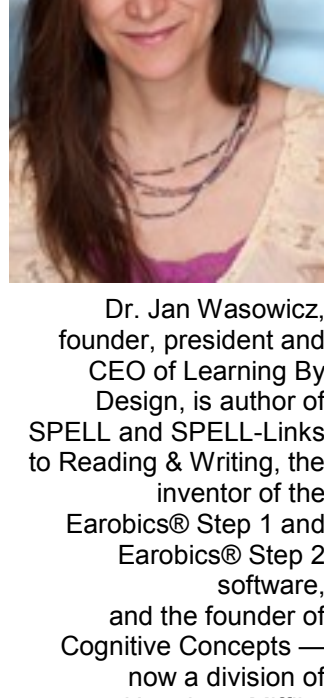 Dr. Jan Wasowicz,
founder, president and
CEO of Learning By
Design, is author of
SPELL and SPELL-Links
to Reading & Writing, the
inventor of the
Earobics® Step 1 and
Earobics® Step 2
software,
and the founder of
Cognitive Concepts —
now a division of